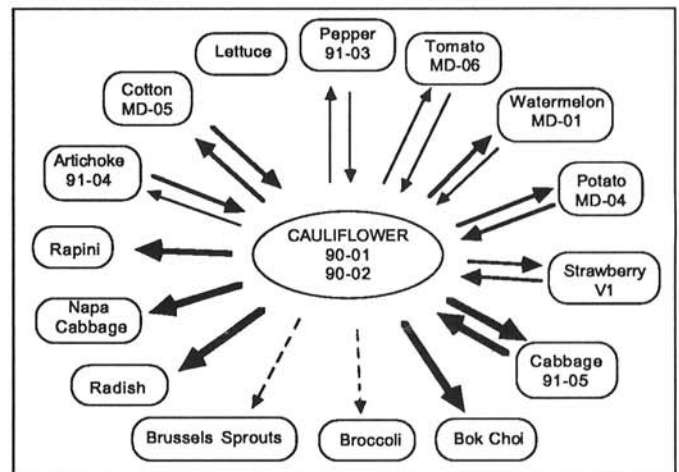 Lettuce
Pepper
91-03
Tomato
MD-06
Cotton
MD-05
Watermelon
MD-01
Artichoke
91-04
Potato
MD-04
CAULIFLOWER
90-01
90-02
Rapini
Strawberry
V1
Napa
Cabbage
Cabbage
91-05
Radish
Brussels Sprouts
Broccoli
Bok Choi